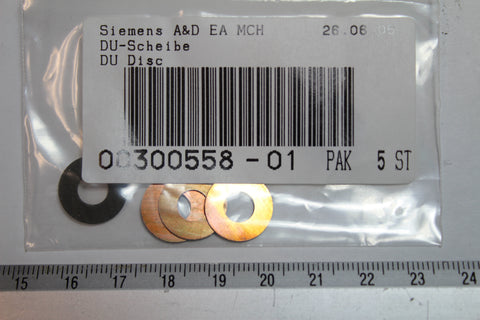 Siemens A&D EA MCH 26.06.05
DU-Scheibe
DU Disc
00300558-01 PAK 5 ST
15 16 17 18 19 20 21 22 23 24